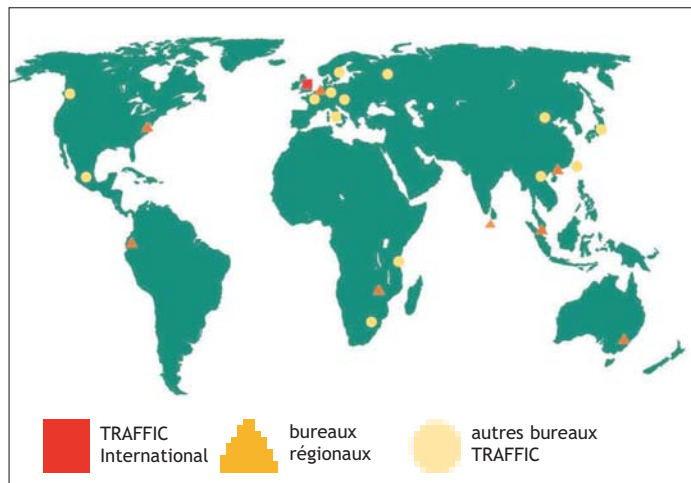 TRAFFIC
International
bureaux
régionaux
autres bureaux
TRAFFIC